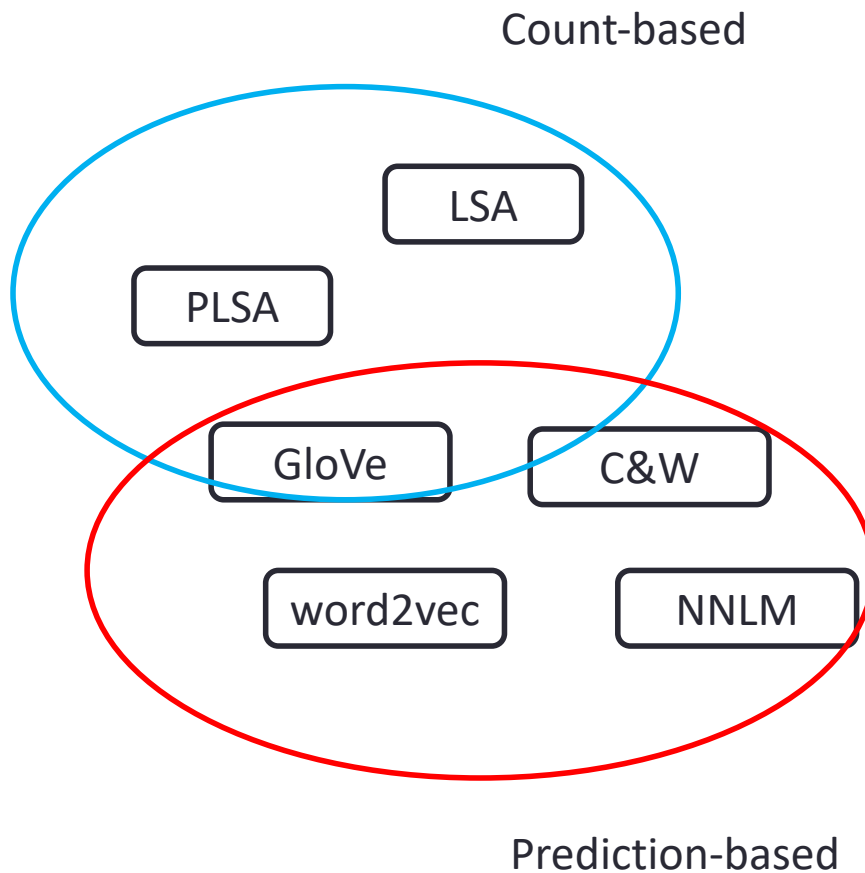 Count-based
LSA
PLSA
GloVe
C&W
word2vec
NNLM
Prediction-based